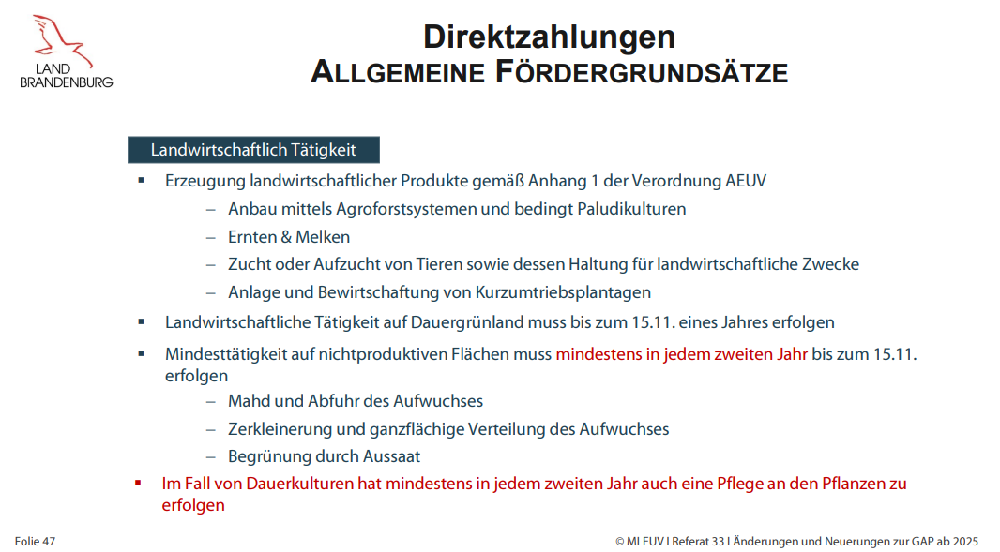 LAND
BRANDENBURG
Direktzahlungen
ALLGEMEINE FÖRDERGRUNDSÄTZE
Landwirtschaftlich Tätigkeit
▪ Erzeugung landwirtschaftlicher Produkte gemäß Anhang 1 der Verordnung AEUV
– Anbau mittels Agroforstsystemen und bedingt Paludikulturen
– Ernten & Melken
– Zucht oder Aufzucht von Tieren sowie dessen Haltung für landwirtschaftliche Zwecke
– Anlage und Bewirtschaftung von Kurzumtriebsplantagen
▪ Landwirtschaftliche Tätigkeit auf Dauergrünland muss bis zum 15.11. eines Jahres erfolgen
▪ Mindesttätigkeit auf nichtproduktiven Flächen muss mindestens in jedem zweiten Jahr bis zum 15.11.
erfolgen
– Mahd und Abfuhr des Aufwuchses
– Zerkleinerung und ganzflächige Verteilung des Aufwuchses
– Begrünung durch Aussaat
▪ Im Fall von Dauerkulturen hat mindestens in jedem zweiten Jahr auch eine Pflege an den Pflanzen zu
erfolgen
Folie 47
© MLEUV I Referat 33 I Änderungen und Neuerungen zur GAP ab 2025